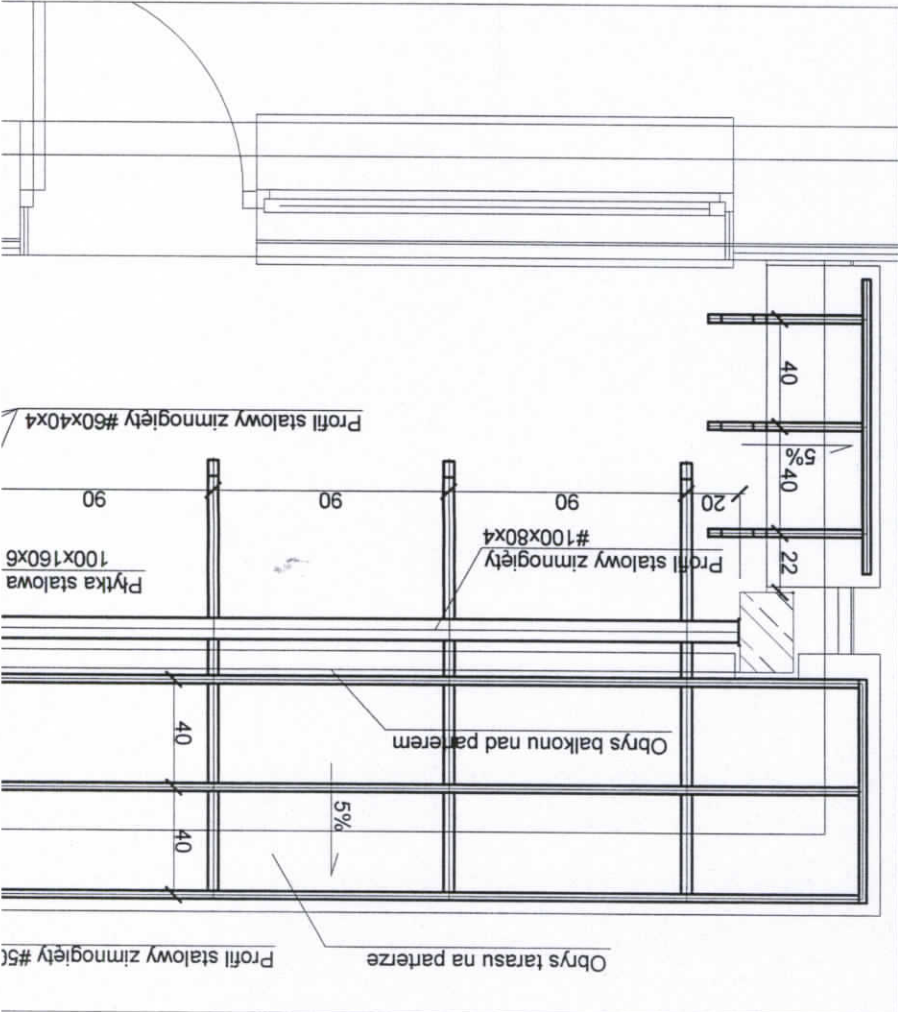 Obrys tarasu na parterze
Profil stalowy zimnogięty #50
40
5%
40
Obrys balkonu nad parterem
22
Profil stalowy zimnogięty
#100x80x4
Płytka stalowa
100x160x6
40
5%
20
90
90
90
Profil stalowy zimnogięty #60x40x4
40